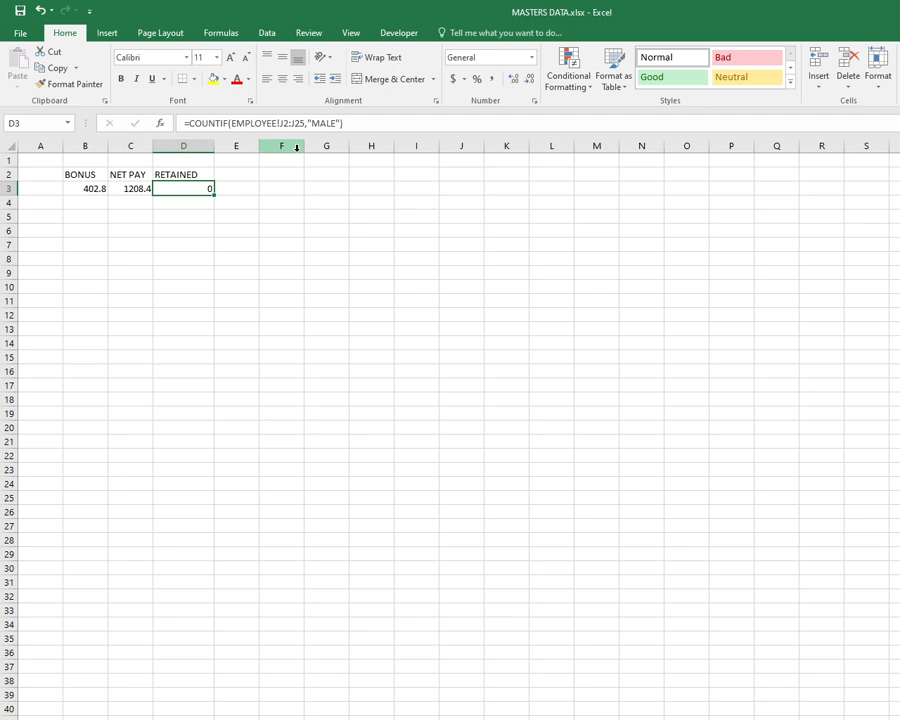 MASTERS DATA.xlsx - Excel
File Home Insert Page Layout Formulas Data Review View Developer Tell me what you want to do...
Paste
Cut
Copy
Format Painter
Clipboard
Calibri 11 A A
B I U A
Font
Wrap Text
Merge & Center
Alignment
General
$ % ,
Number
Conditional Formatting
Format as Table
Normal Bad
Good Neutral
Styles
Insert Delete Format
Cells
D3 fx =COUNTIF(EMPLOYEE!J2:J25,"MALE")
A B C D E F G H I J K L M N O P Q R S
1
2 BONUS NET PAY RETAINED
3 402.8 1208.4 0
4
5
6
7
8
9
10
11
12
13
14
15
16
17
18
19
20
21
22
23
24
25
26
27
28
29
30
31
32
33
34
35
36
37
38
39
40